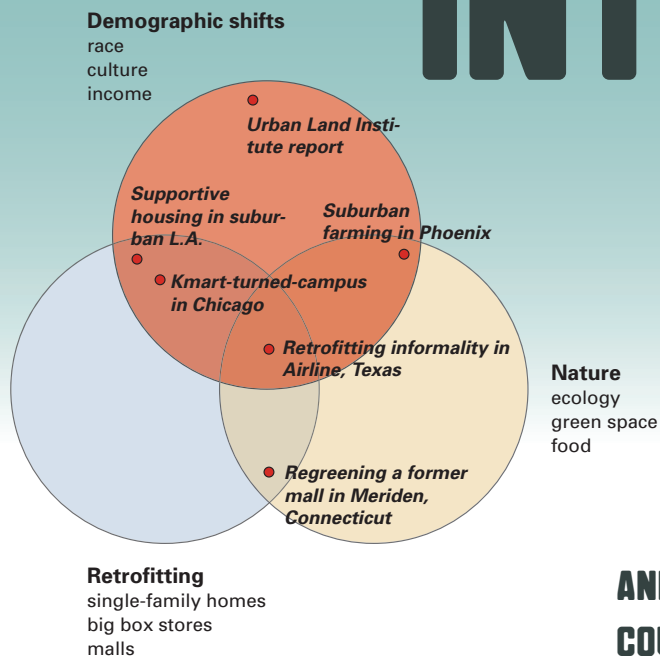 INT
Demographic shifts
race
culture
income
Urban Land Insti-
tute report
Supportive
housing in subur-
ban L.A.
Suburban
farming in Phoenix
Kmart-turned-campus
in Chicago
Retrofitting informality in
Airline, Texas
Nature
ecology
green space
food
Regreening a former
mall in Meriden,
Connecticut
Retrofitting
single-family homes
big box stores
malls